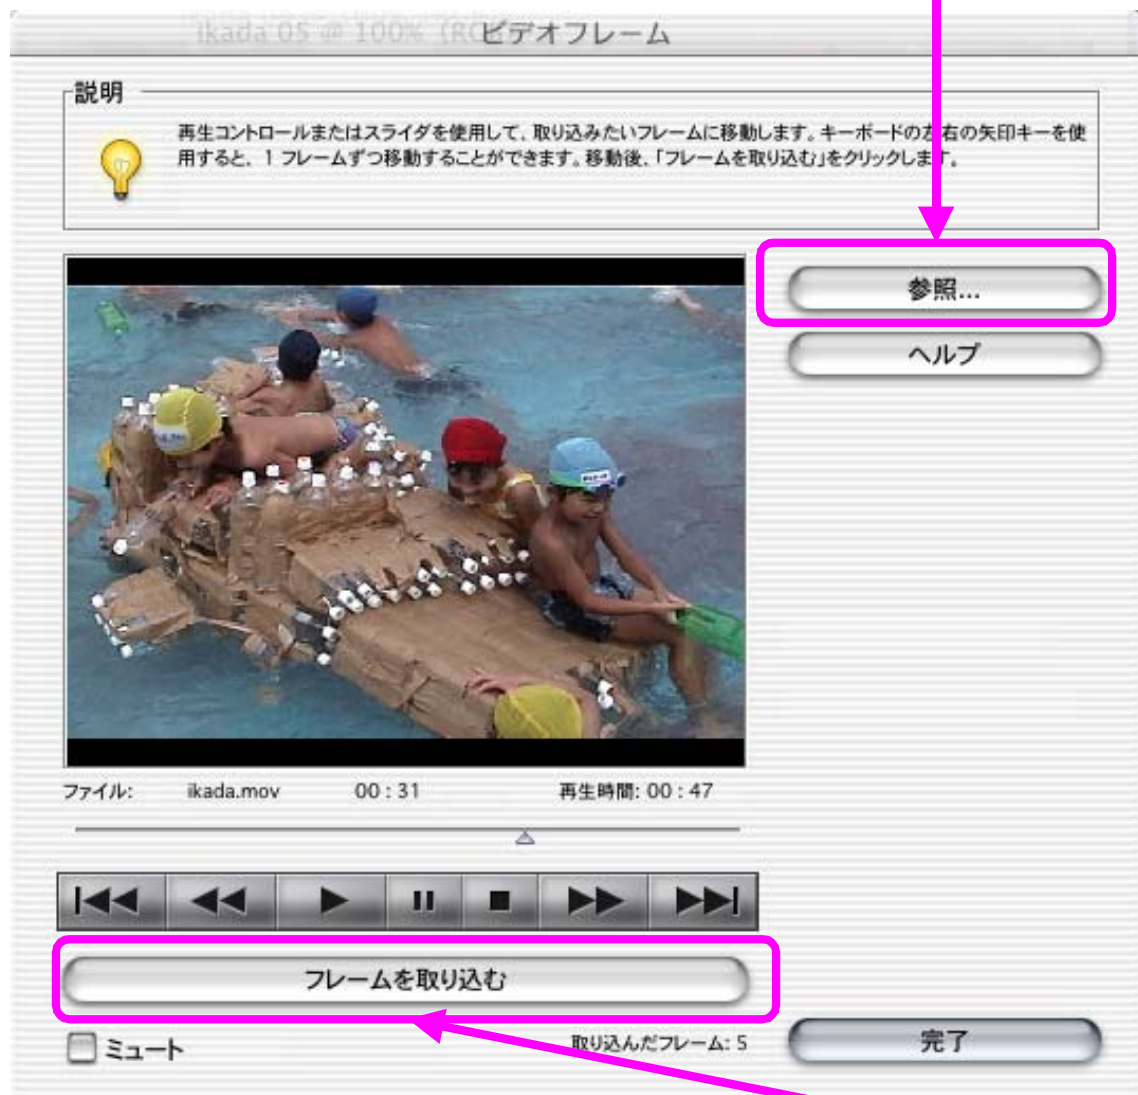 ikada 05 @ 100% (RG
ビデオフレーム
説明
再生コントロールまたはスライダを使用して、取り込みたいフレームに移動します。キーボードの左右の矢印キーを使
用すると、1 フレームずつ移動することができます。移動後、「フレームを取り込む」をクリックします。
参照...
ヘルプ
ファイル: ikada.mov 00 : 31 再生時間: 00 : 47
フレームを取り込む
ミュート
取り込んだフレーム: 5
完了